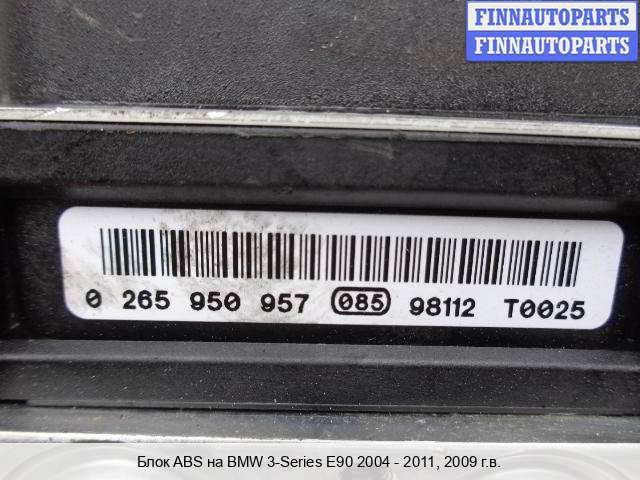 FINNAUTOPARTS
FINNAUTOPARTS
0 265 950 957 085 98112 T0025
Блок ABS на BMW 3-Series E90 2004 - 2011, 2009 г.в.